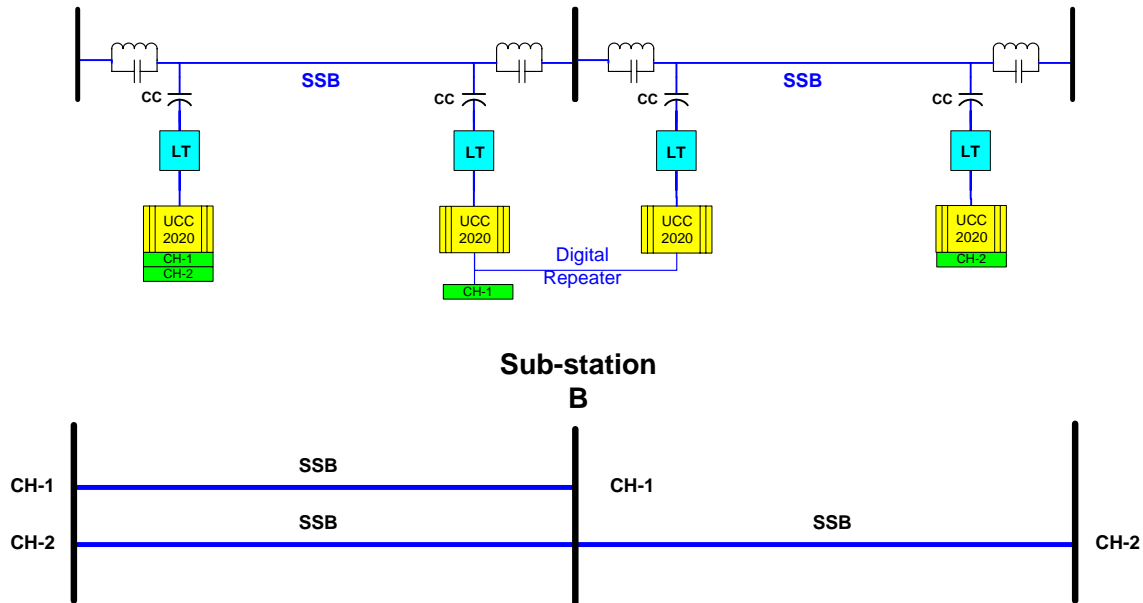 SSB
SSB
CC
CC
CC
CC
LT
LT
LT
LT
UCC
2020
UCC
2020
UCC
2020
UCC
2020
CH-1
CH-2
Digital
Repeater
CH-2
CH-1
Sub-station
B
SSB
CH-1
CH-1
SSB
SSB
CH-2
CH-2